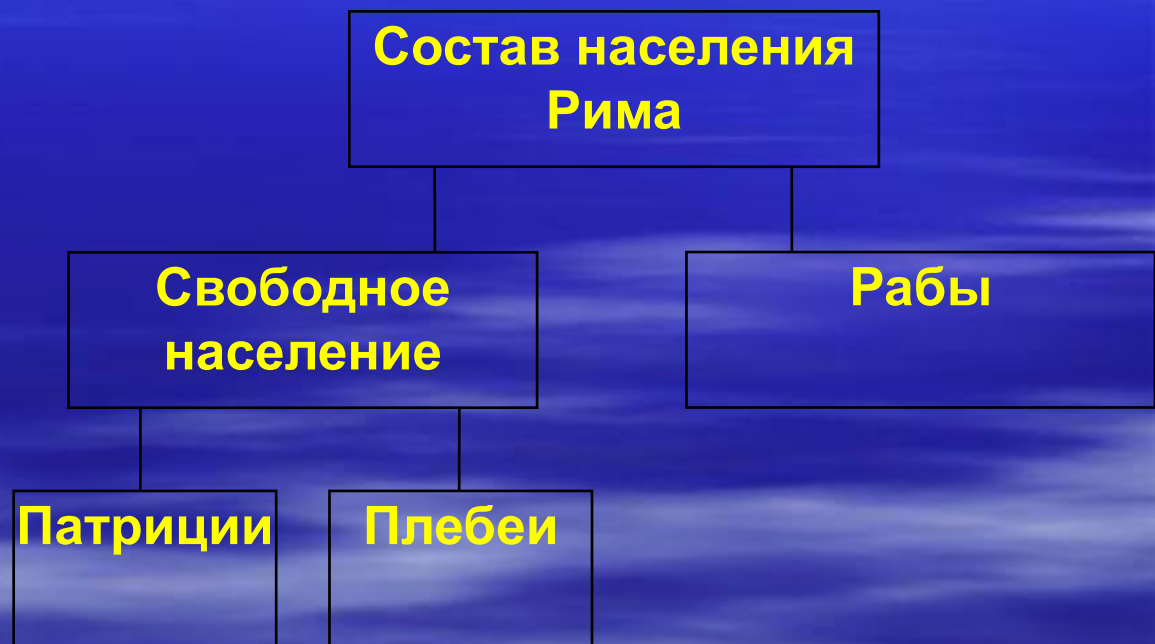 Состав населения
Рима
Свободное
население
Рабы
Патриции
Плебеи